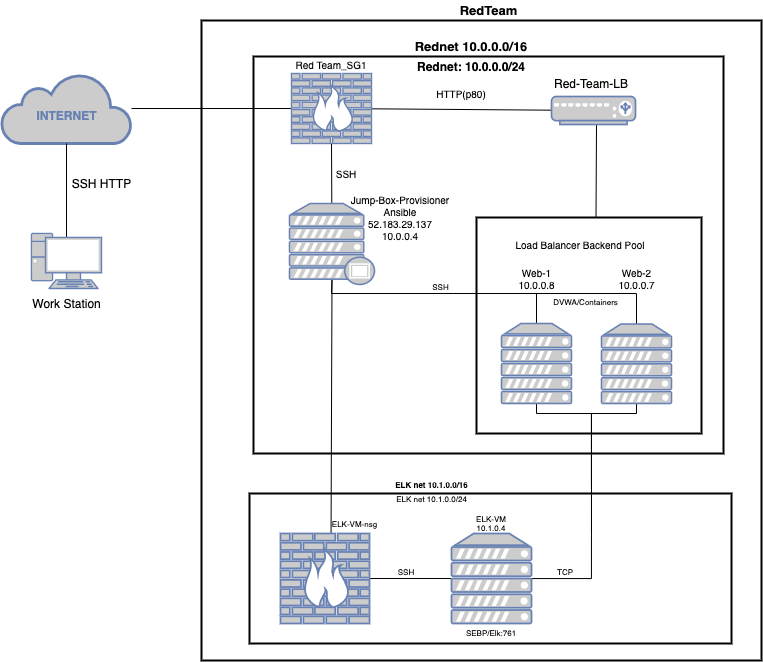 RedTeam
Rednet 10.0.0.0/16
Red Team_SG1
Rednet: 10.0.0.0/24
Red-Team-LB
HTTP(p80)
INTERNET
SSH HTTP
SSH
Jump-Box-Provisioner
Ansible
52.183.29.137
10.0.0.4
Work Station
Load Balancer Backend Pool
Web-1
10.0.0.8
Web-2
10.0.0.7
SSH
DVWA/Containers
ELK net 10.1.0.0/16
ELK net 10.1.0.0/24
ELK-VM-nsg
ELK-VM
10.1.0.4
SSH
TCP
SEBP/Elk:761